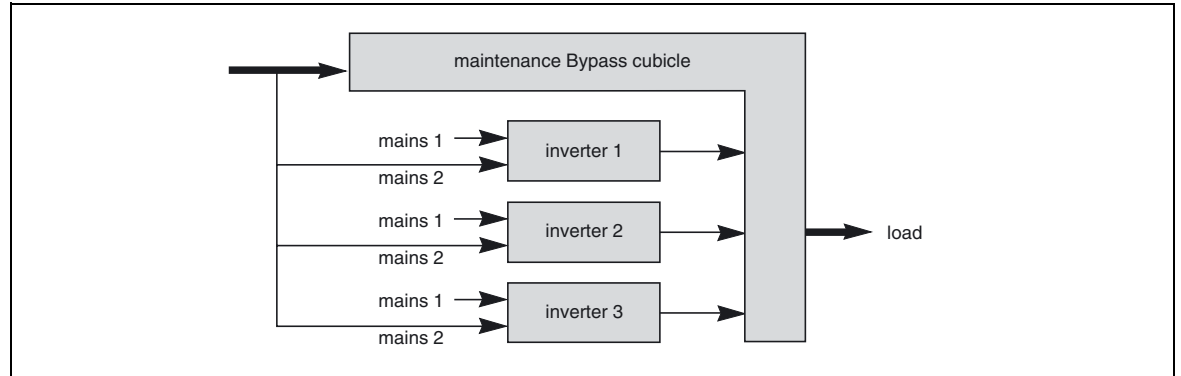 maintenance Bypass cubicle
mains 1
inverter 1
mains 2
mains 1
inverter 2
mains 2
load
mains 1
inverter 3
mains 2